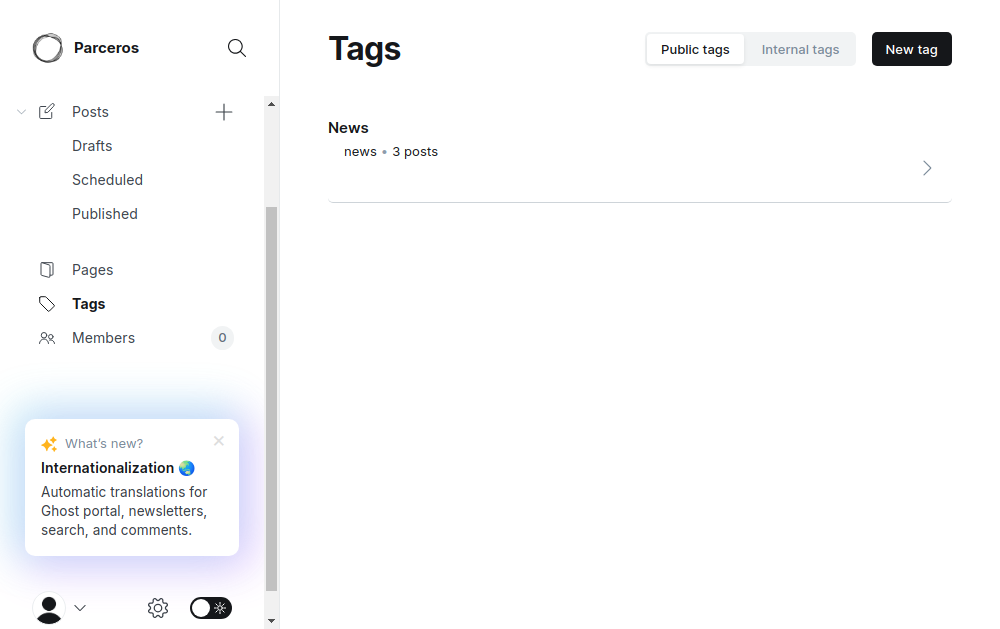 Parceros
Posts
Drafts
Scheduled
Published
Pages
Tags
Members
0
What's new?
Internationalization
Automatic translations for
Ghost portal, newsletters,
search, and comments.
Tags
Public tags
Internal tags
New tag
News
news • 3 posts